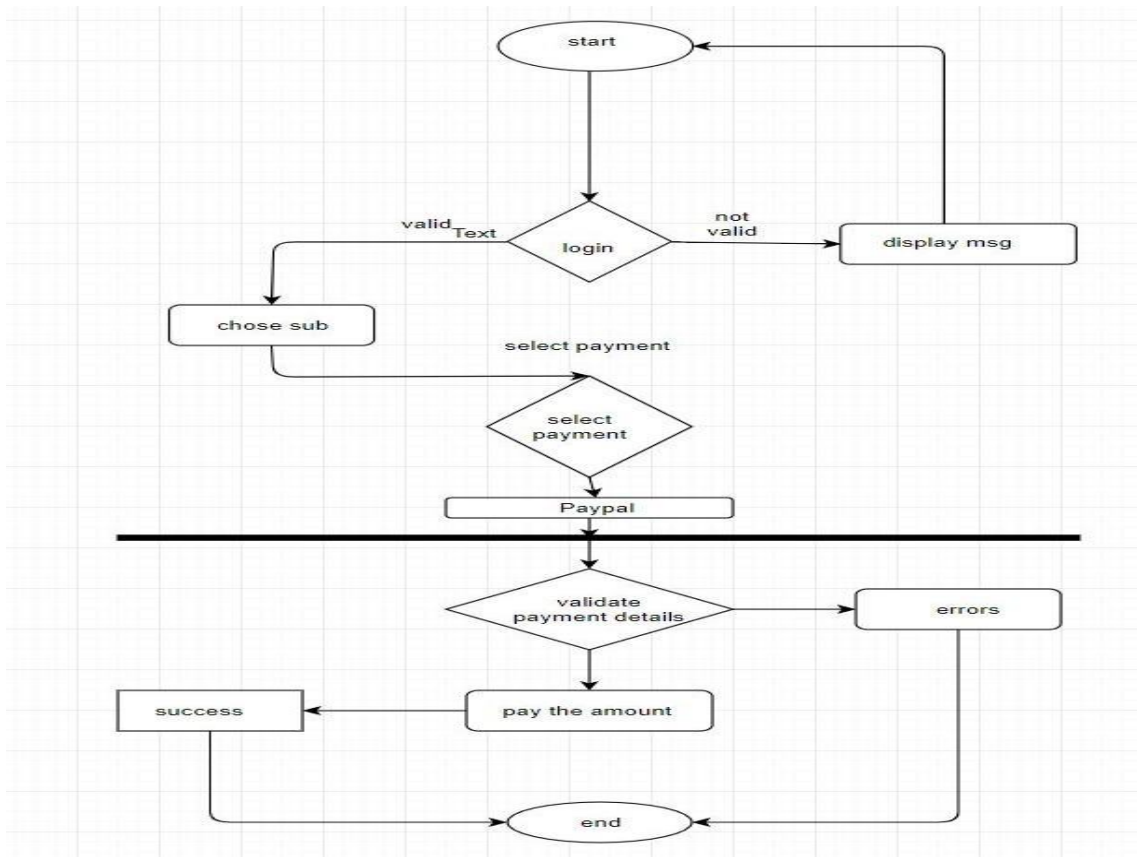 start
valid
Text
not
valid
login
display msg
chose sub
select payment
select
payment
Paypal
validate
payment details
errors
success
pay the amount
end